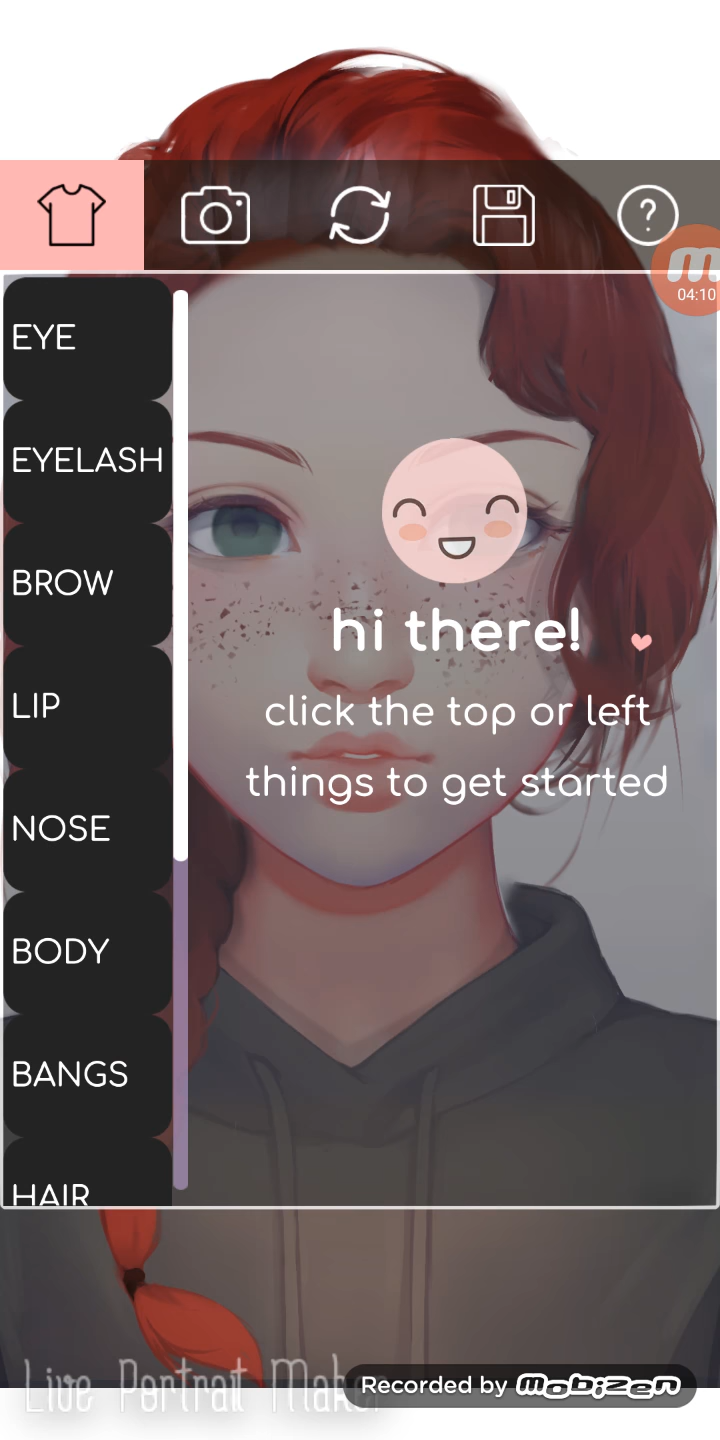 m
04:10
EYE
EYELASH
BROW
LIP
NOSE
BODY
BANGS
HAIR
?
hi there!
click the top or left
things to get started
Live Portrait Maker
Recorded by mobizen